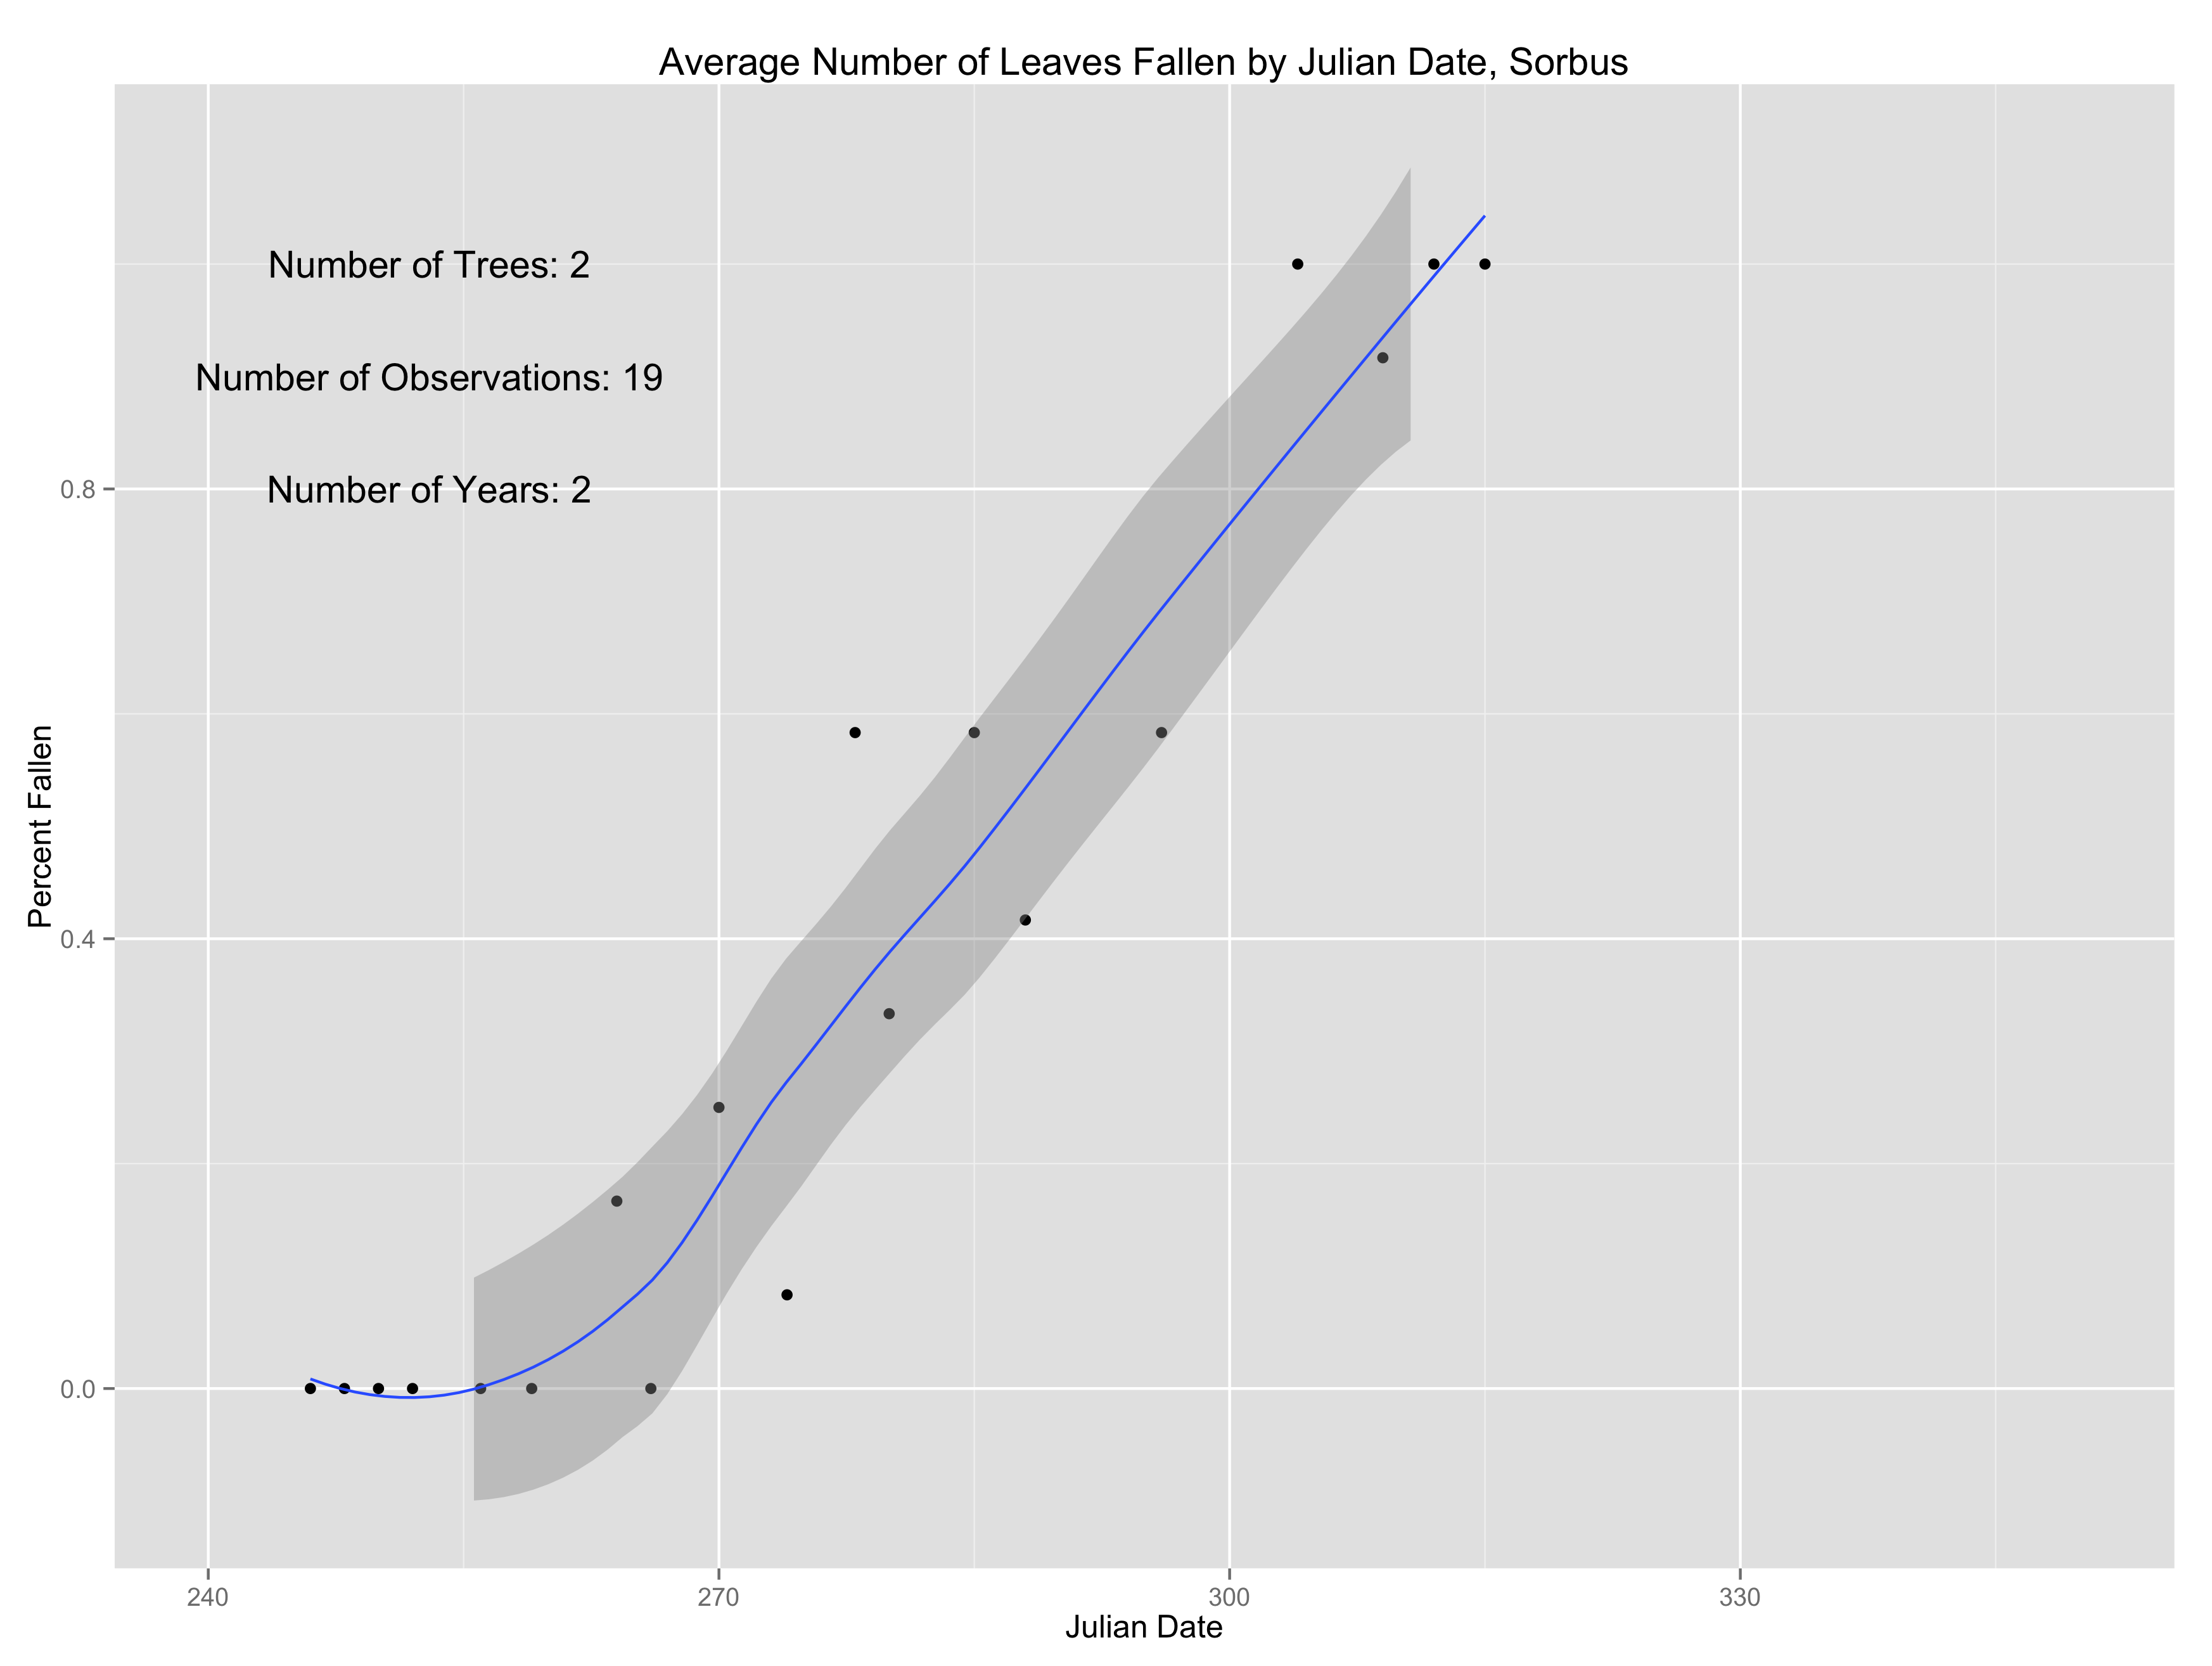 Average Number of Leaves Fallen by Julian Date, Sorbus
Number of Trees: 2
Number of Observations: 19
Number of Years: 2
Percent Fallen
0.8
0.4
0.0
240 270 300 330
Julian Date